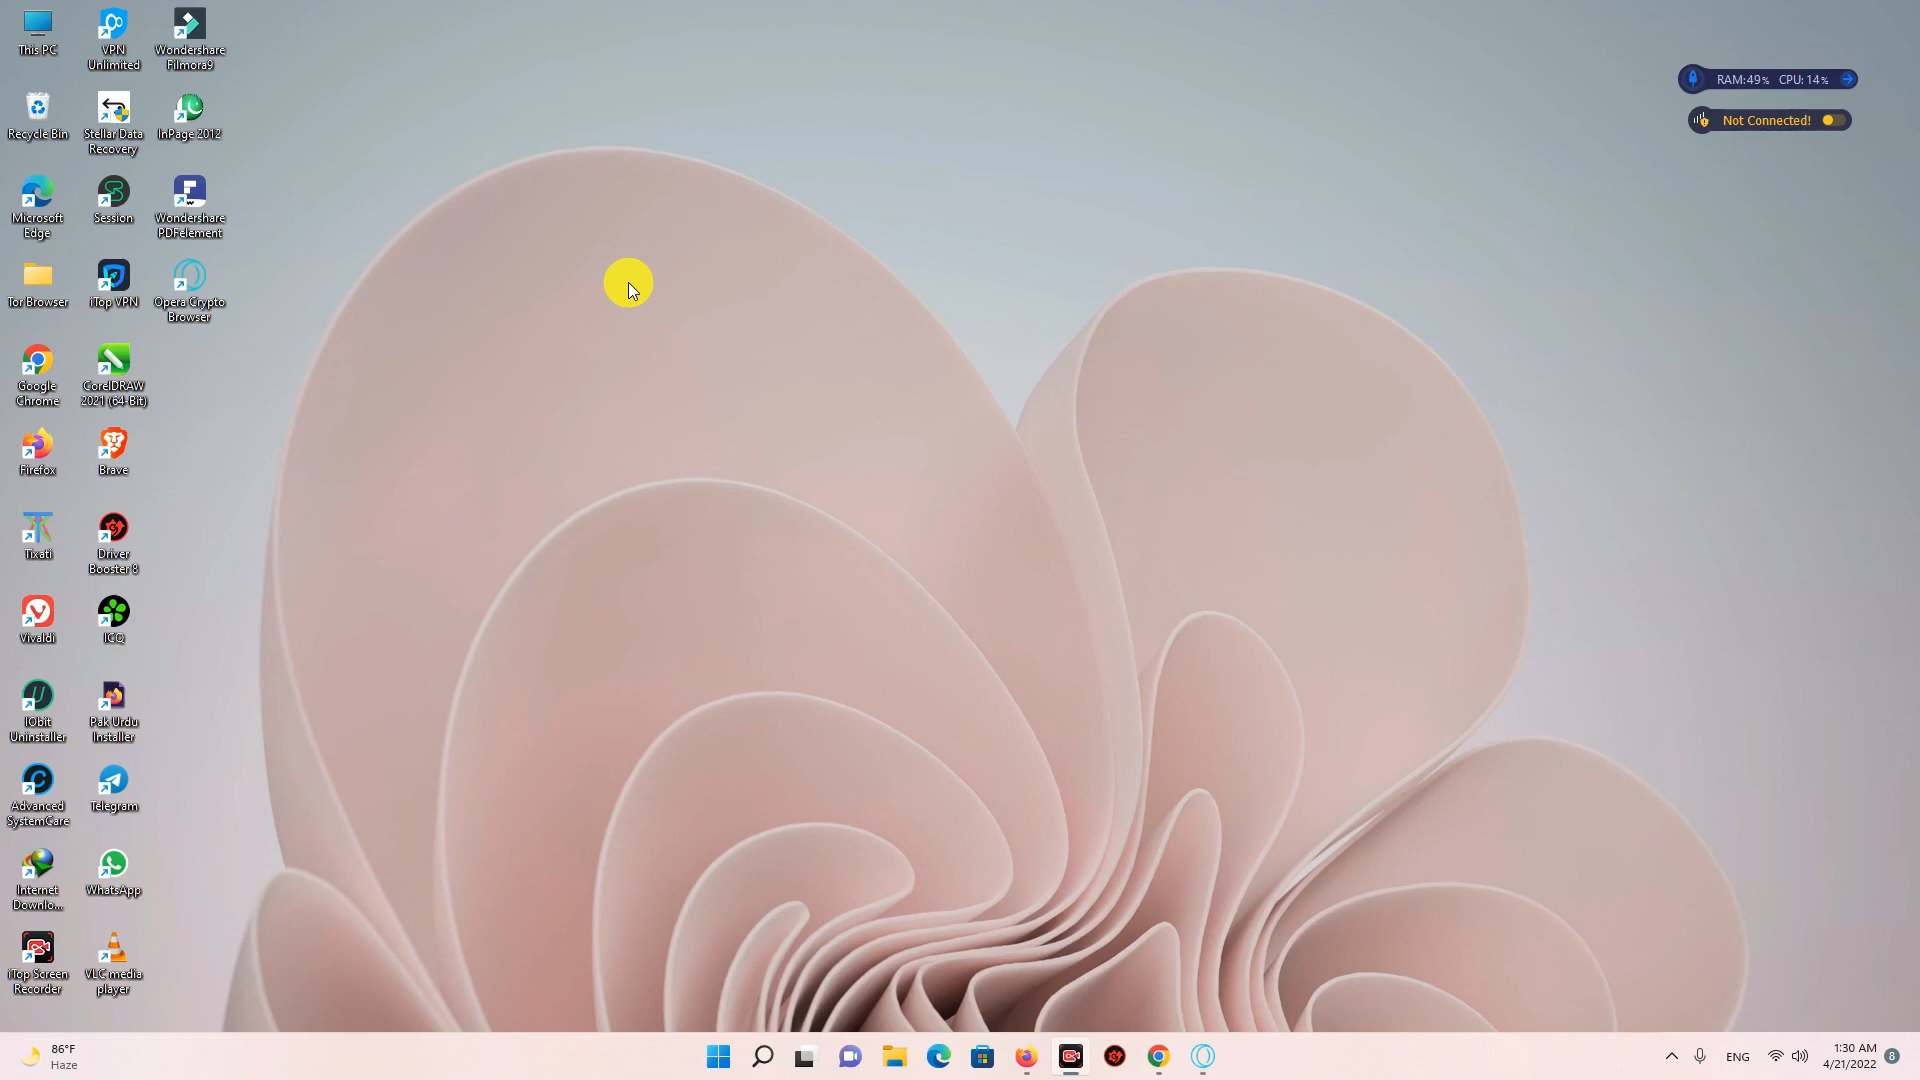 This PC
VPN
Unlimited
Wondershare
Filmora9
Recycle Bin
Stellar Data
Recovery
InPage 2012
Microsoft
Edge
Session
Wondershare
PDFelement
Tor Browser
iTop VPN
Opera Crypto
Browser
Google
Chrome
CorelDRAW
2021 (64-Bit)
Firefox
Brave
Tixati
Driver
Booster 8
Vivaldi
ICQ
IObit
Uninstaller
Pak Urdu
Installer
Advanced
SystemCare
Telegram
Internet
Downlo...
WhatsApp
iTop Screen
Recorder
VLC media
player
RAM:49% CPU: 14%
Not Connected!
86°F
Haze
ENG
1:30 AM
4/21/2022
8